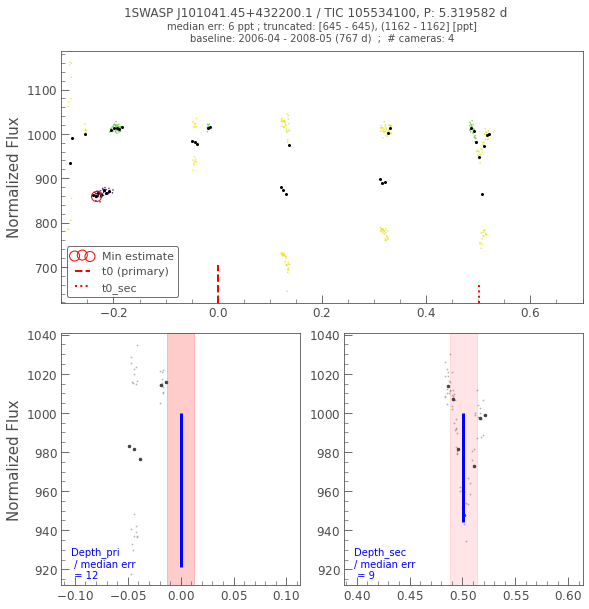 1SWASP J101041.45+432200.1 / TIC 105534100, P: 5.319582 d
median err: 6 ppt ; truncated: [645 - 645), (1162 - 1162] [ppt]
baseline: 2006-04 - 2008-05 (767 d)  ;  # cameras: 4
Normalized Flux
1100
1000
900
800
700
Min estimate
t0 (primary)
t0_sec
−0.2 0.0 0.2 0.4 0.6
Normalized Flux
1040 1040
1020 1020
1000 1000
980 980
960 960
940 940
920 920
Depth_pri
/ median err
= 12
Depth_sec
/ median err
= 9
−0.10 −0.05 0.00 0.05 0.10
0.40 0.45 0.50 0.55 0.60